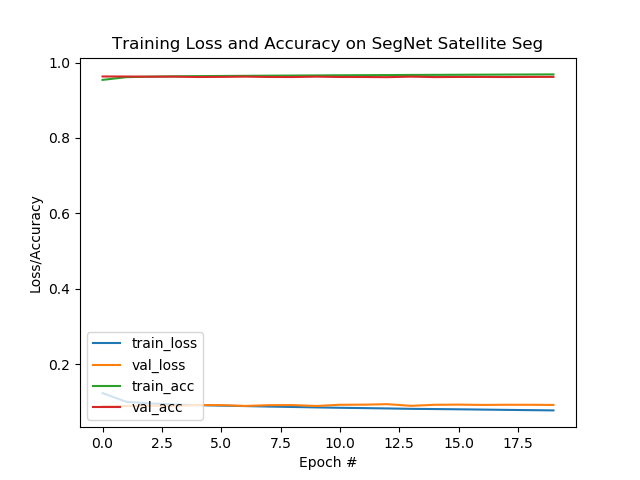 Training Loss and Accuracy on SegNet Satellite Seg
1.0
0.8
0.6
0.4
0.2
Loss/Accuracy
train_loss
val_loss
train_acc
val_acc
0.0 2.5 5.0 7.5 10.0 12.5 15.0 17.5
Epoch #